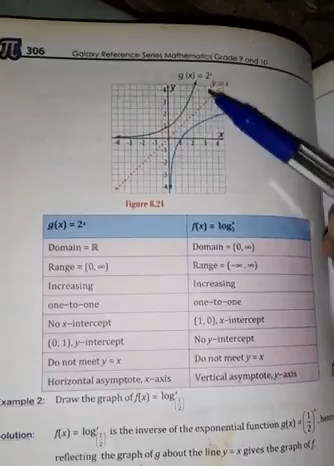 π 306 Galaxy Reference Series Mathematics Grade 9 and 10
g (x) = 2ˣ
y = x
y
x
Figure 8.21
g(x) = 2ˣ f(x) = log₂ˣ
Domain = ℝ Domain = (0, ∞)
Range = (0, ∞) Range = (-∞, ∞)
Increasing Increasing
one-to-one one-to-one
No x-intercept (1, 0), x-intercept
(0, 1), y-intercept No y-intercept
Do not meet y = x Do not meet y = x
Horizontal asymptote, x-axis Vertical asymptote, y-axis
xample 2: Draw the graph of f(x) = log₍½₎ˣ
olution: f(x) = log₍½₎ˣ is the inverse of the exponential function g(x) = (1/2)ˣ
reflecting the graph of g about the line y = x gives the graph of f.